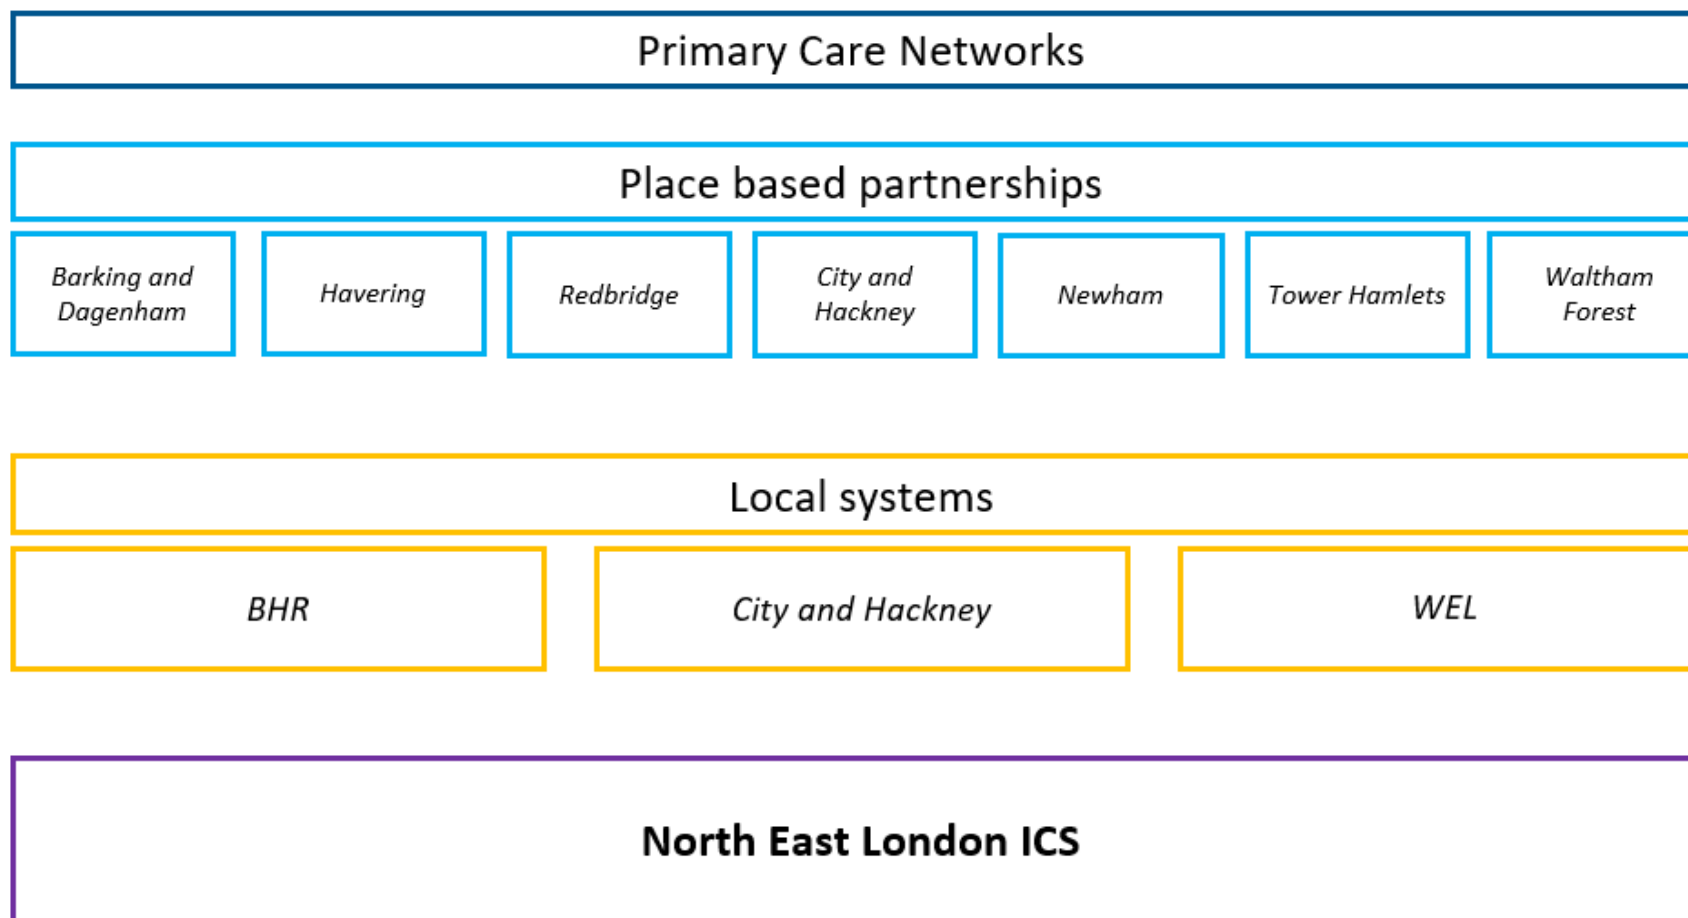 Primary Care Networks
Place based partnerships
Barking and
Dagenham
Havering
Redbridge
City and
Hackney
Newham
Tower Hamlets
Waltham
Forest
Local systems
BHR
City and Hackney
WEL
North East London ICS